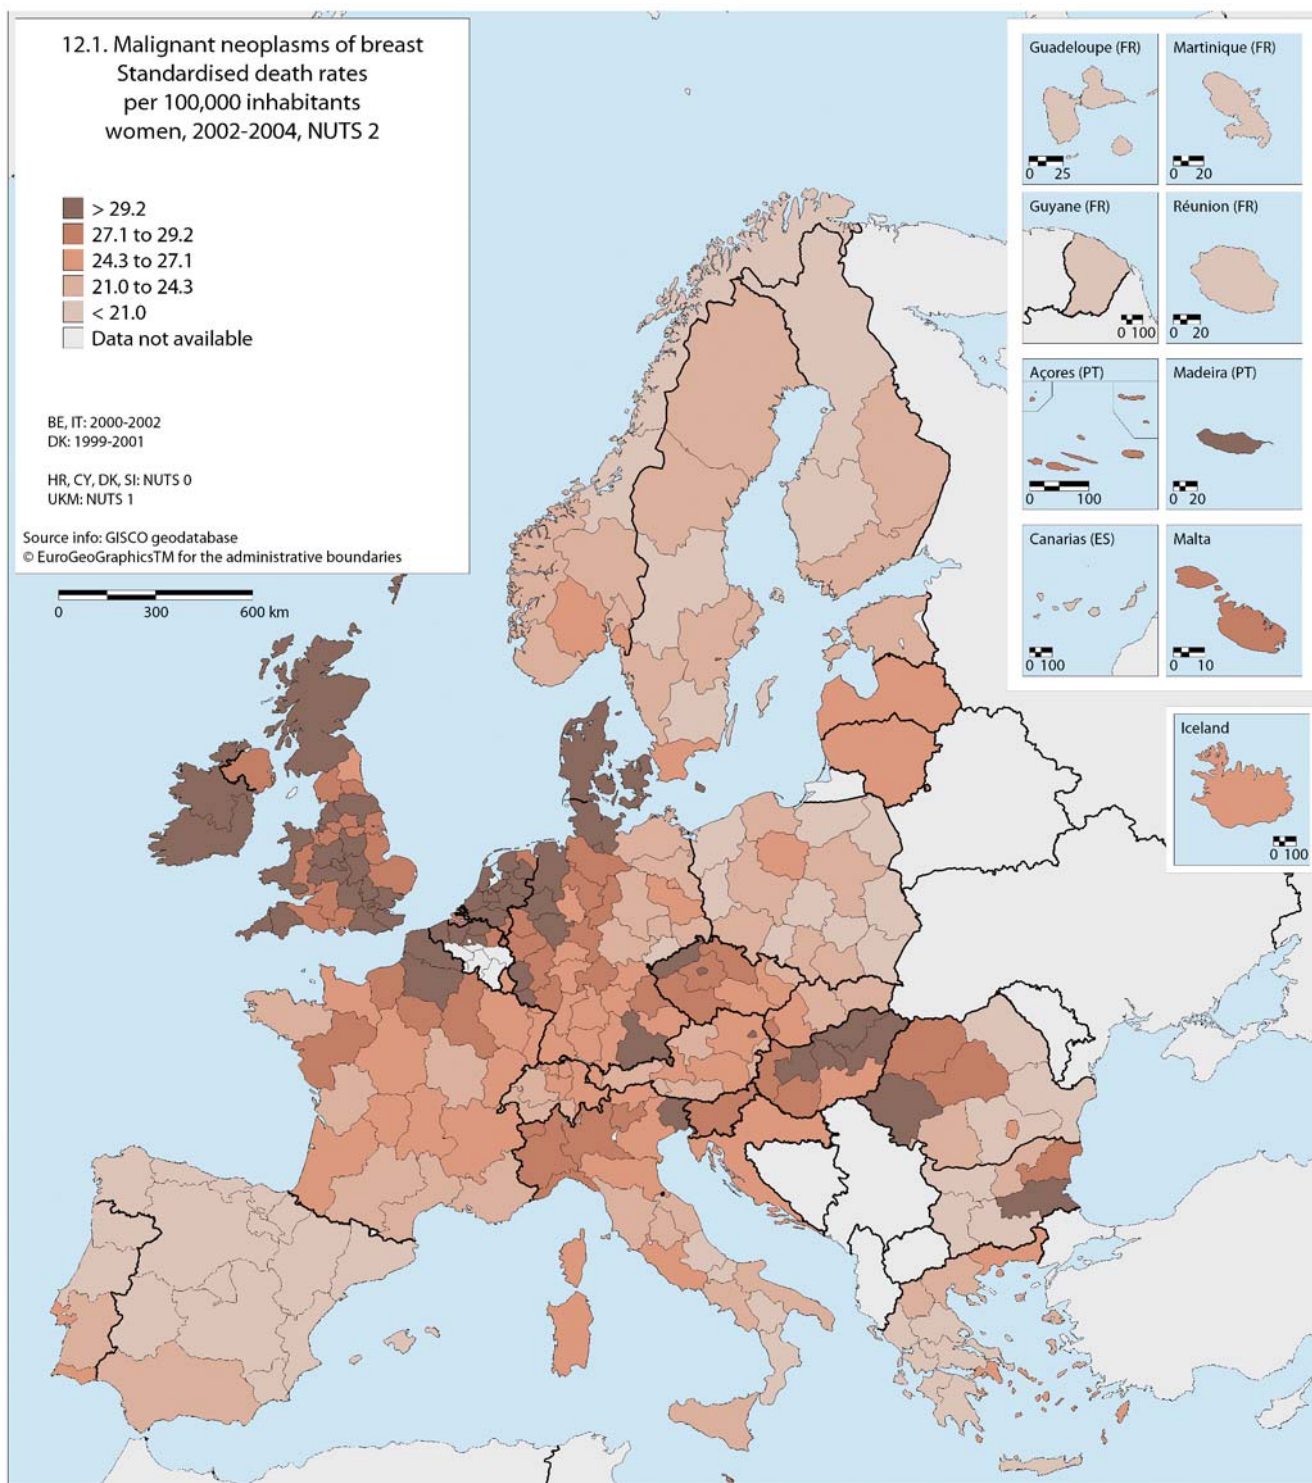 12.1. Malignant neoplasms of breast
Standardised death rates
per 100,000 inhabitants
women, 2002-2004, NUTS 2
> 29.2
27.1 to 29.2
24.3 to 27.1
21.0 to 24.3
< 21.0
Data not available
BE, IT: 2000-2002
DK: 1999-2001
HR, CY, DK, SI: NUTS 0
UKM: NUTS 1
Source info: GISCO geodatabase
© EuroGeoGraphicsTM for the administrative boundaries
0 300 600 km
Guadeloupe (FR)
0 25
Martinique (FR)
0 20
Guyane (FR)
0 100
Réunion (FR)
0 20
Açores (PT)
0 100
Madeira (PT)
0 20
Canarias (ES)
0 100
Malta
0 10
Iceland
0 100